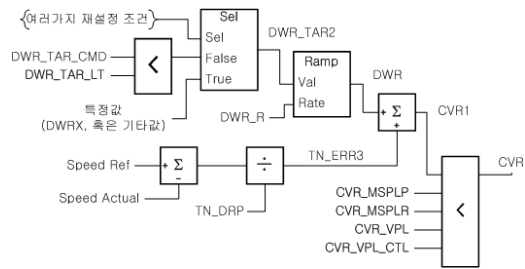 {여러가지 재설정 조건}
Sel
Sel
False
True
DWR_TAR_CMD
DWR_TAR_LT
<
특정값
(DWRX, 혹은 기타값)
DWR_TAR2
Ramp
Val
Rate
DWR_R
DWR
+ Σ
+
CVR1
Speed Ref
+ Σ
-
Speed Actual
÷
TN_DRP
TN_ERR3
CVR_MSPLP
CVR_MSPLR
CVR_VPL
CVR_VPL_CTL
<
CVR